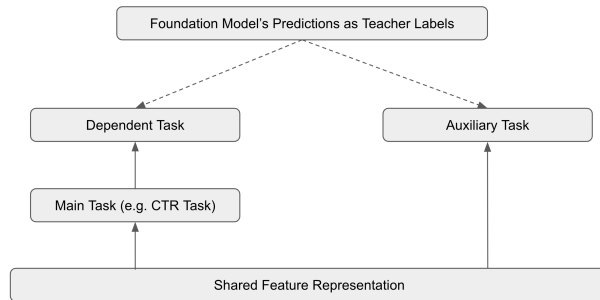 Foundation Model's Predictions as Teacher Labels
Dependent Task
Auxiliary Task
Main Task (e.g. CTR Task)
Shared Feature Representation